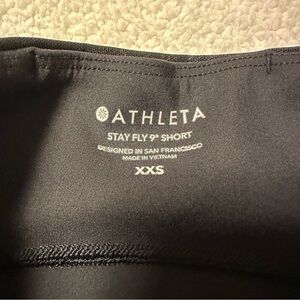 ATHLETA
STAY FLY 9" SHORT
DESIGNED IN SAN FRANCISCO
MADE IN VIETNAM
XXS